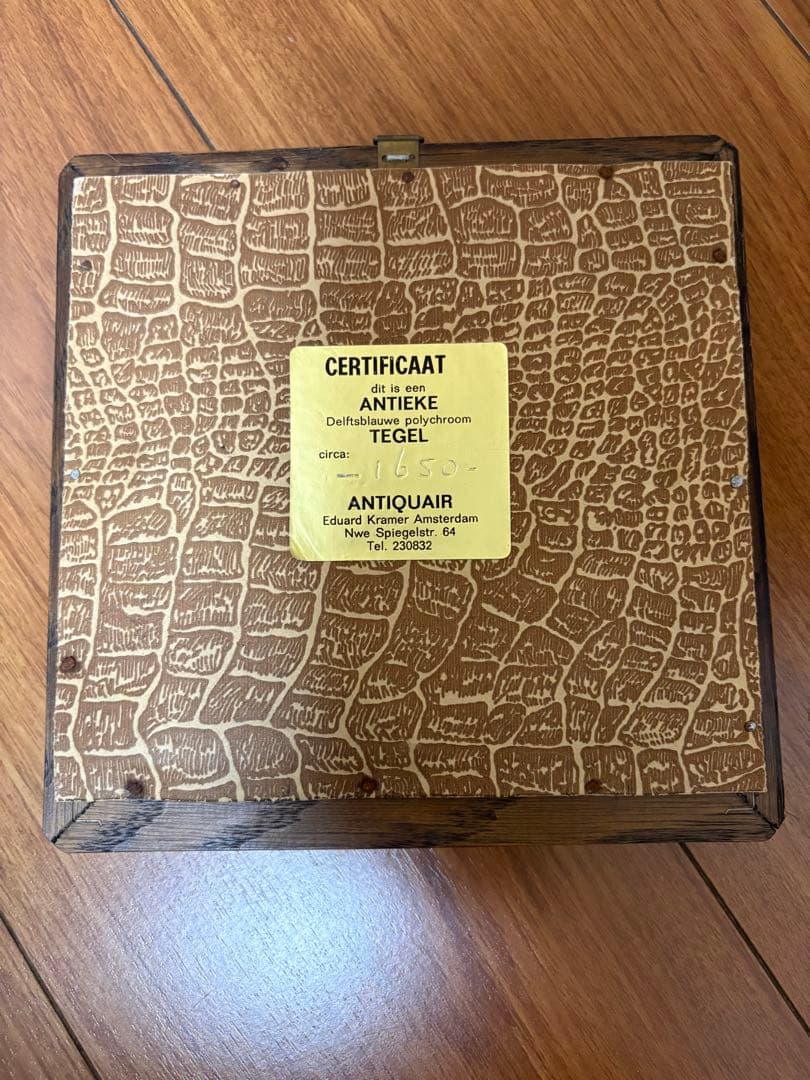 CERTIFICAAT
dit is een
ANTIEKE
Delftsblauwe polychroom
TEGEL
circa:
- 1650 -
ANTIQUAIR
Eduard Kramer Amsterdam
Nwe Spiegelstr. 64
Tel. 230832